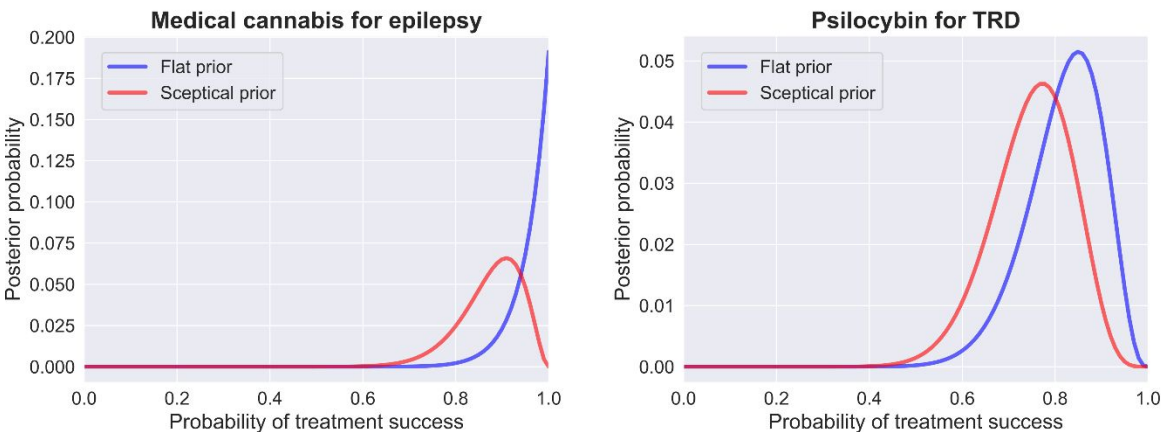 Medical cannabis for epilepsy
0.200
0.175
0.150
0.125
0.100
0.075
0.050
0.025
0.000
Posterior probability
Flat prior
Sceptical prior
0.0 0.2 0.4 0.6 0.8 1.0
Probability of treatment success
Psilocybin for TRD
0.05
0.04
0.03
0.02
0.01
0.00
Posterior probability
Flat prior
Sceptical prior
0.0 0.2 0.4 0.6 0.8 1.0
Probability of treatment success